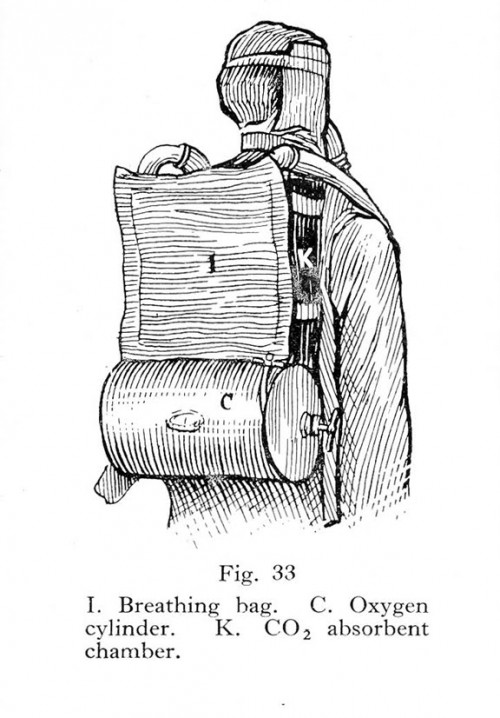 I
K
C
Fig. 33
I. Breathing bag. C. Oxygen
cylinder. K. CO₂ absorbent
chamber.